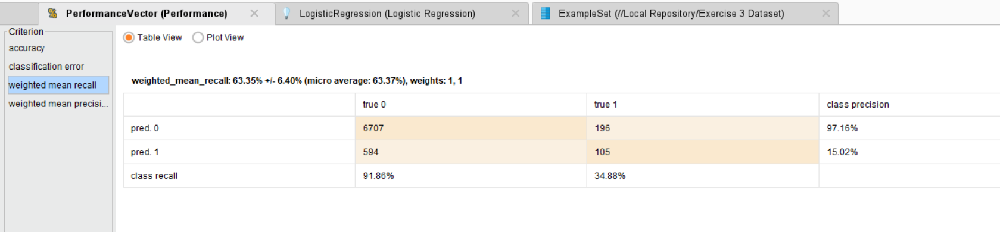 PerformanceVector (Performance)
LogisticRegression (Logistic Regression)
ExampleSet (//Local Repository/Exercise 3 Dataset)
Criterion
accuracy
classification error
weighted mean recall
weighted mean precisi...
Table View Plot View
weighted_mean_recall: 63.35% +/- 6.40% (micro average: 63.37%), weights: 1, 1
true 0 true 1 class precision
pred. 0 6707 196 97.16%
pred. 1 594 105 15.02%
class recall 91.86% 34.88%